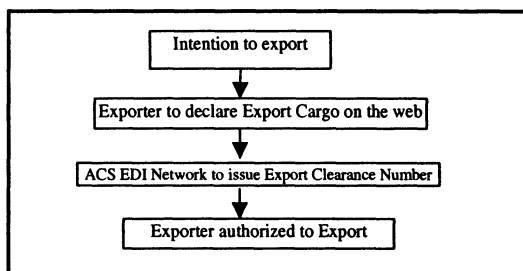 Intention to export
Exporter to declare Export Cargo on the web
ACS EDI Network to issue Export Clearance Number
Exporter authorized to Export